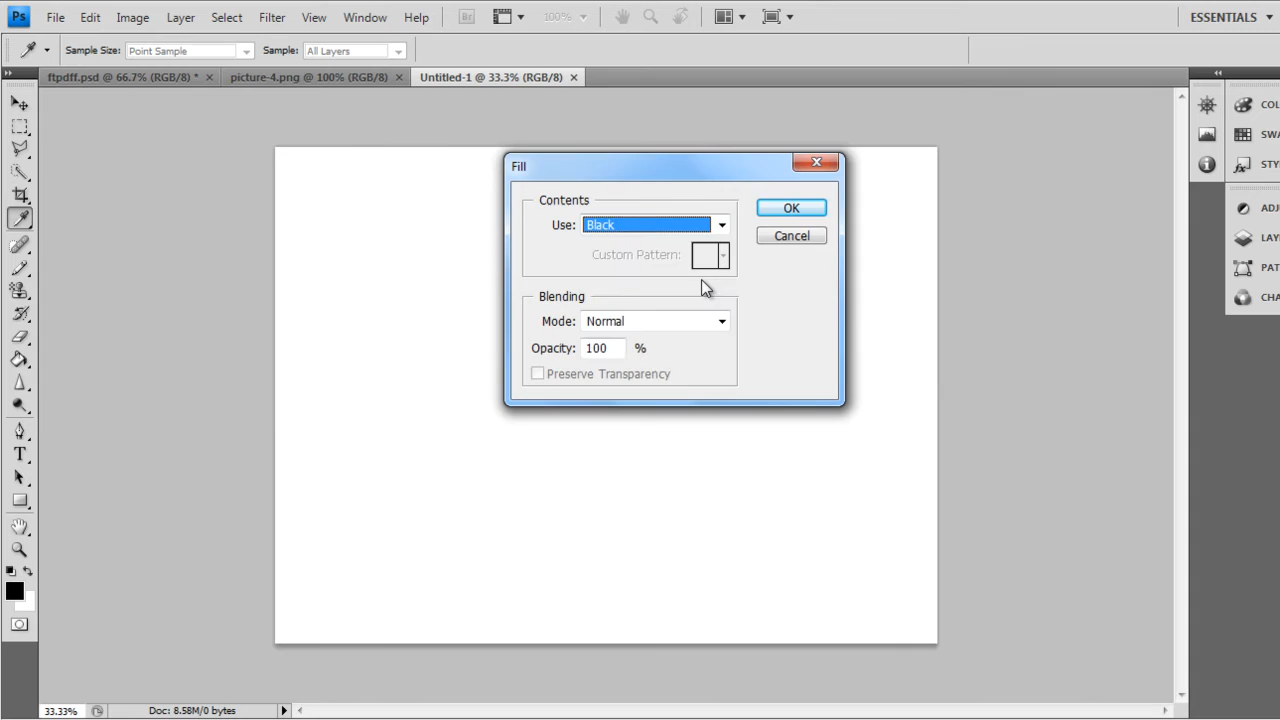 Ps File Edit Image Layer Select Filter View Window Help Br 100% ESSENTIALS
Sample Size: Point Sample Sample: All Layers
ftpdff.psd @ 66.7% (RGB/8) * × picture-4.png @ 100% (RGB/8) × Untitled-1 @ 33.3% (RGB/8) ×
COL
SWA
STY
ADJ
LAY
PAT
CHA
Fill
Contents
Use: Black
Custom Pattern:
OK
Cancel
Blending
Mode: Normal
Opacity: 100 %
Preserve Transparency
T
33.33% Doc: 8.58M/0 bytes